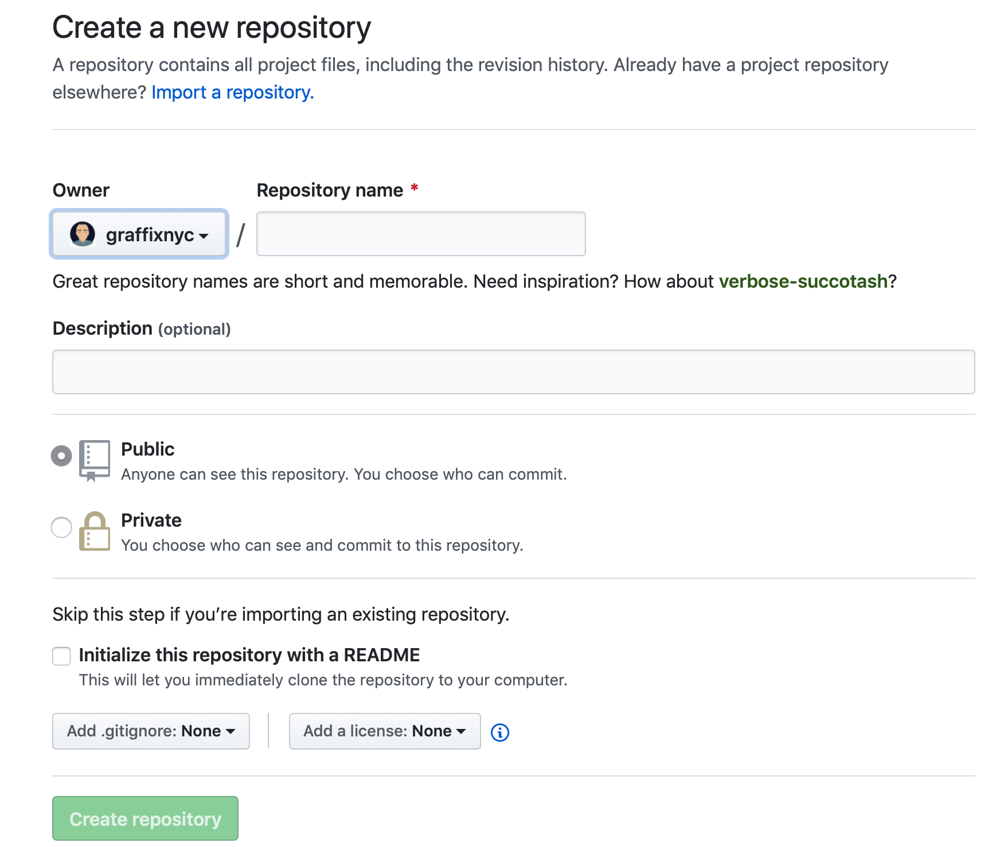 Create a new repository
A repository contains all project files, including the revision history. Already have a project repository
elsewhere? Import a repository.
Owner
Repository name *
graffixnyc
/
Great repository names are short and memorable. Need inspiration? How about verbose-succotash?
Description (optional)
Public
Anyone can see this repository. You choose who can commit.
Private
You choose who can see and commit to this repository.
Skip this step if you’re importing an existing repository.
Initialize this repository with a README
This will let you immediately clone the repository to your computer.
Add .gitignore: None
Add a license: None
Create repository